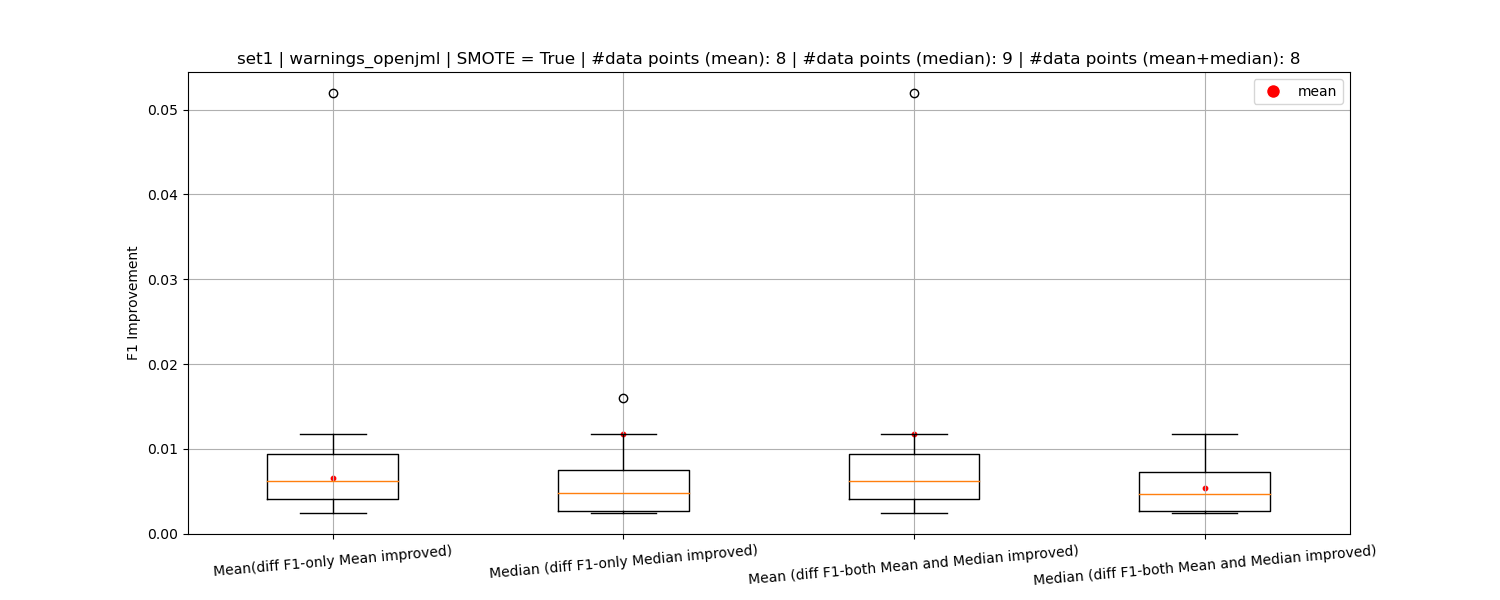 set1 | warnings_openjml | SMOTE = True | #data points (mean): 8 | #data points (median): 9 | #data points (mean+median): 8
mean
F1 Improvement
0.05
0.04
0.03
0.02
0.01
0.00
Mean(diff F1-only Mean improved)
Median (diff F1-only Median improved)
Mean (diff F1-both Mean and Median improved)
Median (diff F1-both Mean and Median improved)